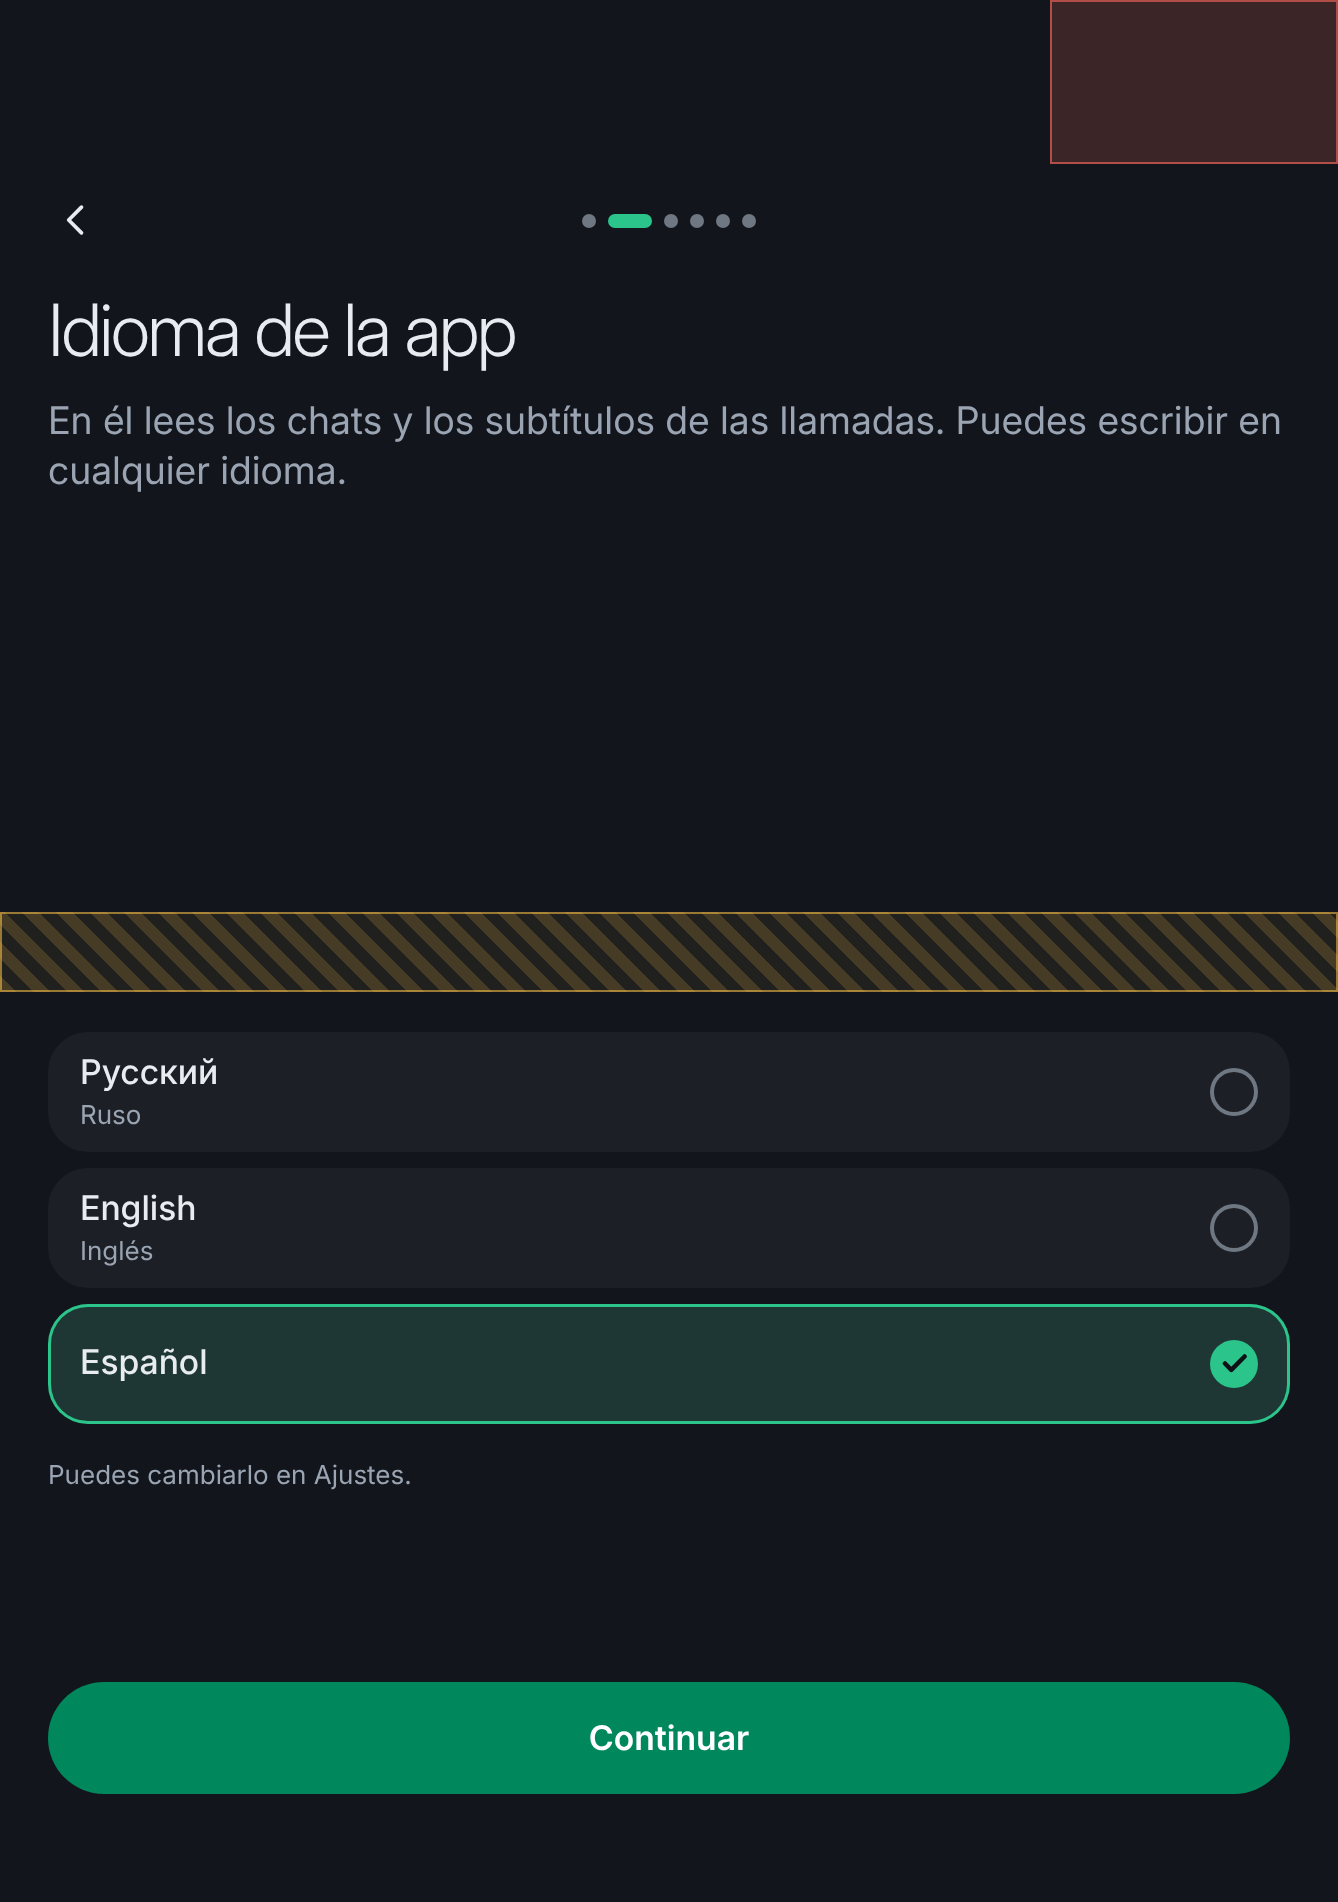 Idioma de la app
En él lees los chats y los subtítulos de las llamadas. Puedes escribir en
cualquier idioma.
Русский
Ruso
English
Inglés
Español
Puedes cambiarlo en Ajustes.
Continuar